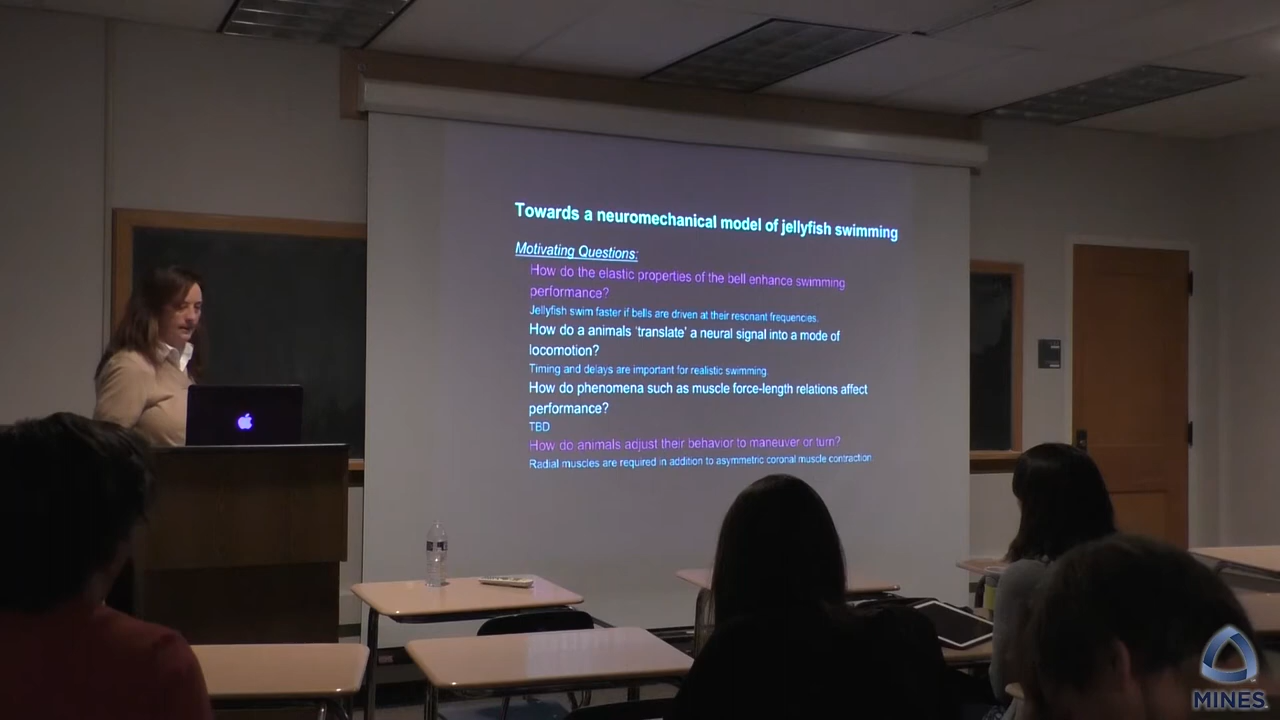 Towards a neuromechanical model of jellyfish swimming
Motivating Questions:
How do the elastic properties of the bell enhance swimming
performance?
Jellyfish swim faster if bells are driven at their resonant frequencies.
How do a animals 'translate' a neural signal into a mode of
locomotion?
Timing and delays are important for realistic swimming.
How do phenomena such as muscle force-length relations affect
performance?
TBD
How do animals adjust their behavior to maneuver or turn?
Radial muscles are required in addition to asymmetric coronal muscle contraction.
MINES